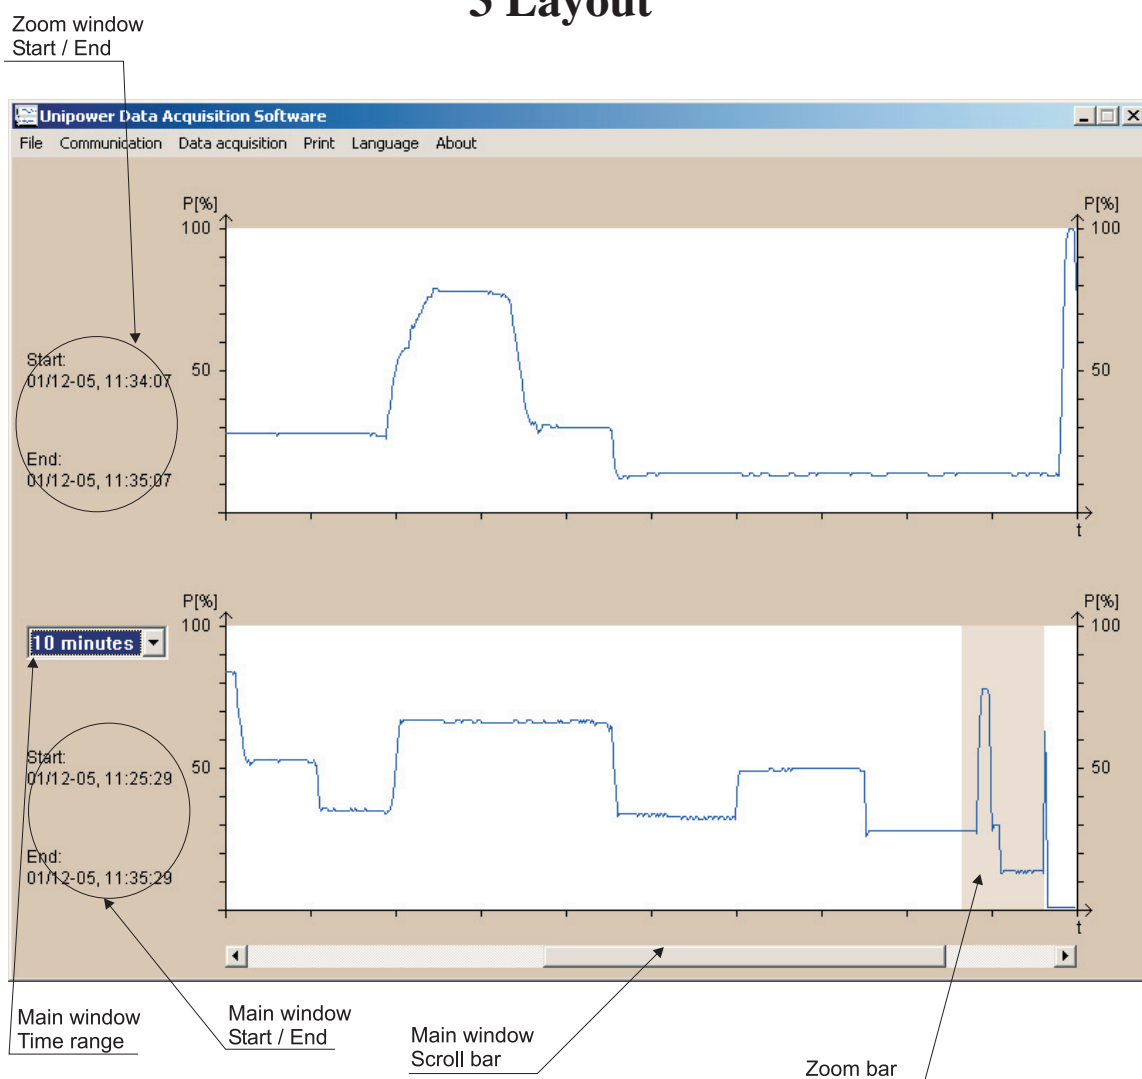 3 Layout
Zoom window
Start / End
Unipower Data Acquisition Software
File Communication Data acquisition Print Language About
P[%]
100
50
P[%]
100
50
t
Start:
01/12-05, 11:34:07
End:
01/12-05, 11:35:07
P[%]
100
50
P[%]
100
50
t
10 minutes
Start:
01/12-05, 11:25:29
End:
01/12-05, 11:35:29
Main window
Time range
Main window
Start / End
Main window
Scroll bar
Zoom bar